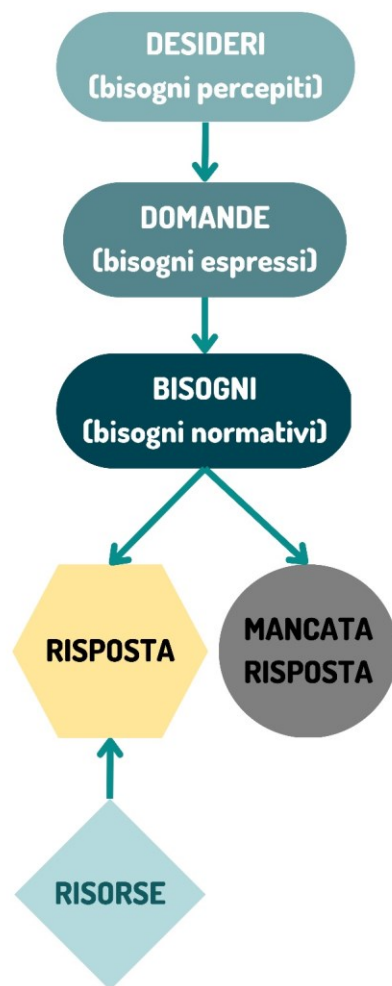 DESIDERI
(bisogni percepiti)
DOMANDE
(bisogni espressi)
BISOGNI
(bisogni normativi)
RISPOSTA
MANCATA
RISPOSTA
RISORSE